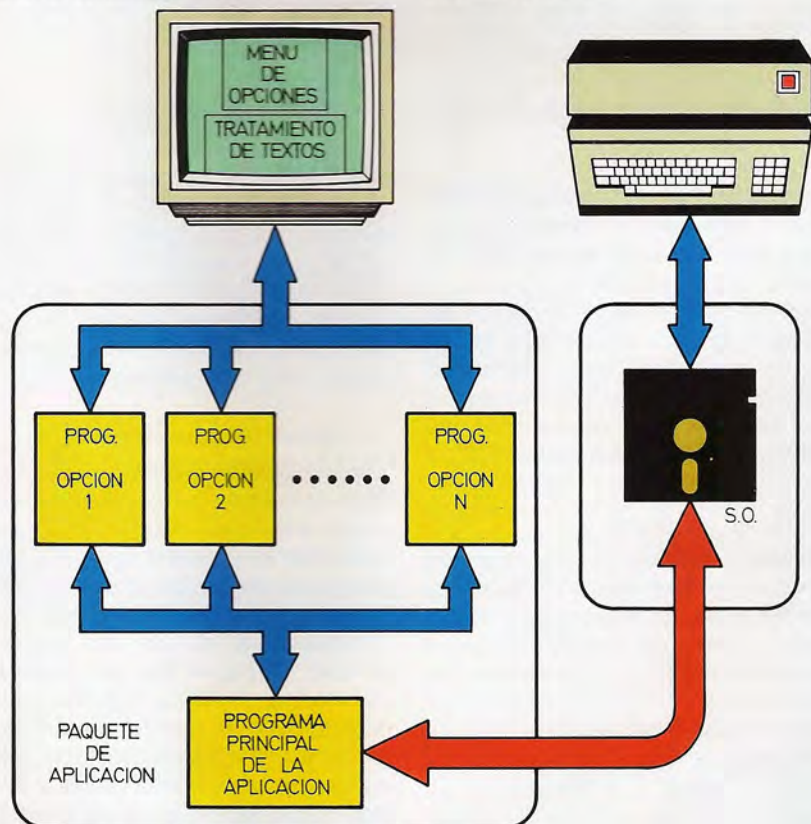 MENU
DE
OPCIONES
TRATAMIENTO
DE TEXTOS
PROG.
OPCION
1
PROG.
OPCION
2
PROG.
OPCION
N
S.O.
PAQUETE
DE
APLICACION
PROGRAMA
PRINCIPAL
DE LA
APLICACION